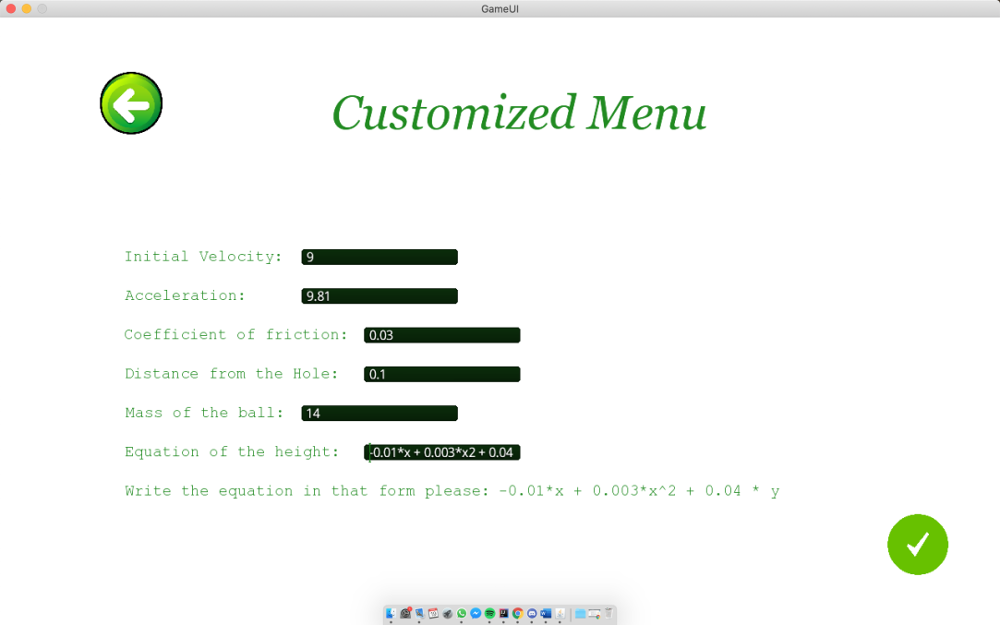 GameUI
Customized Menu
Initial Velocity: 9
Acceleration: 9.81
Coefficient of friction: 0.03
Distance from the Hole: 0.1
Mass of the ball: 14
Equation of the height: -0.01*x + 0.003*x2 + 0.04
Write the equation in that form please: -0.01*x + 0.003*x^2 + 0.04 * y